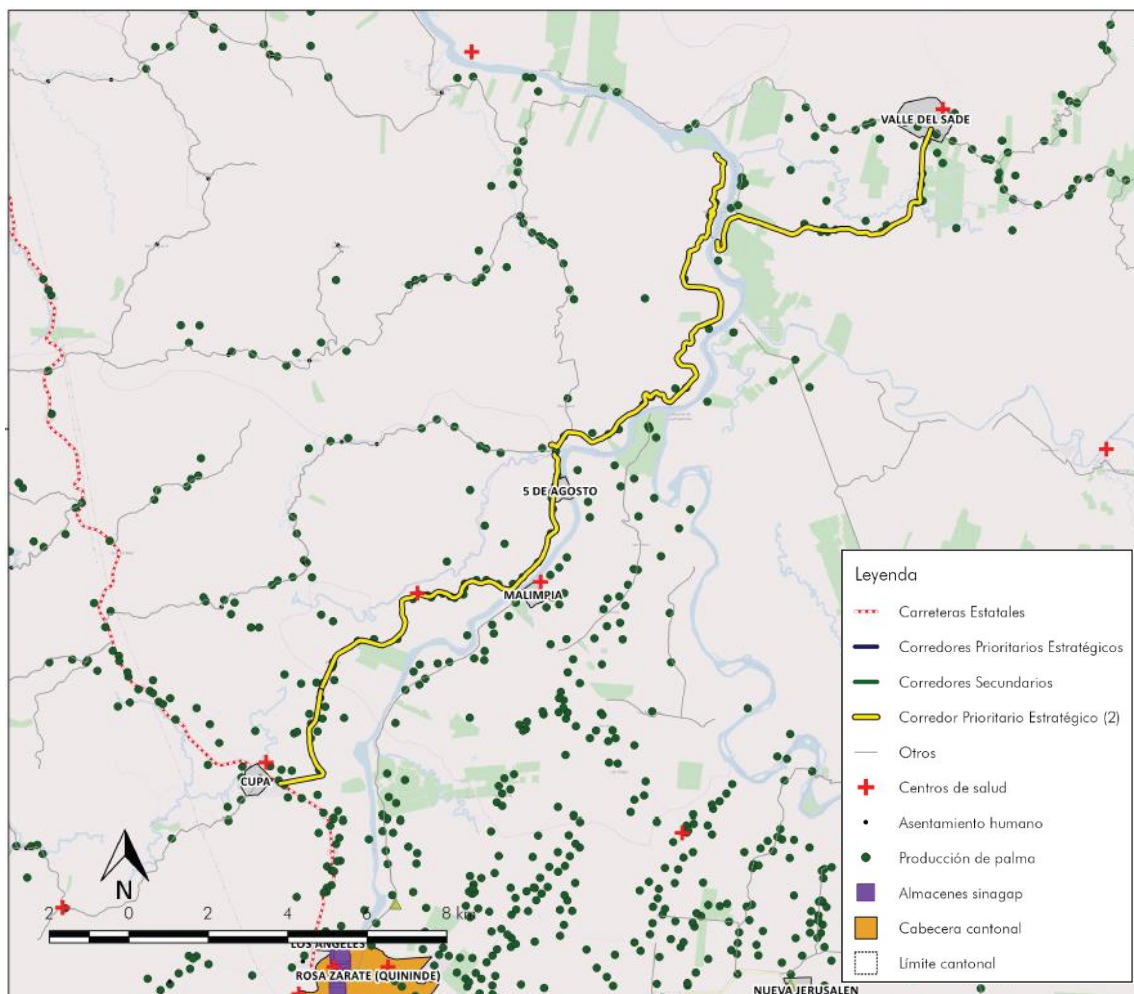 VALLE DEL SADE
5 DE AGOSTO
MALIMPIA
CUPA
N
2 0 2 4 6 8 km
LOS ANGELES
ROSA ZARATE (QUININDE)
NUEVA JERUSALEN
Leyenda
Carreteras Estatales
Corredores Prioritarios Estratégicos
Corredores Secundarios
Corredor Prioritario Estratégico (2)
Otros
Centros de salud
Asentamiento humano
Producción de palma
Almacenes sinagap
Cabecera cantonal
Límite cantonal